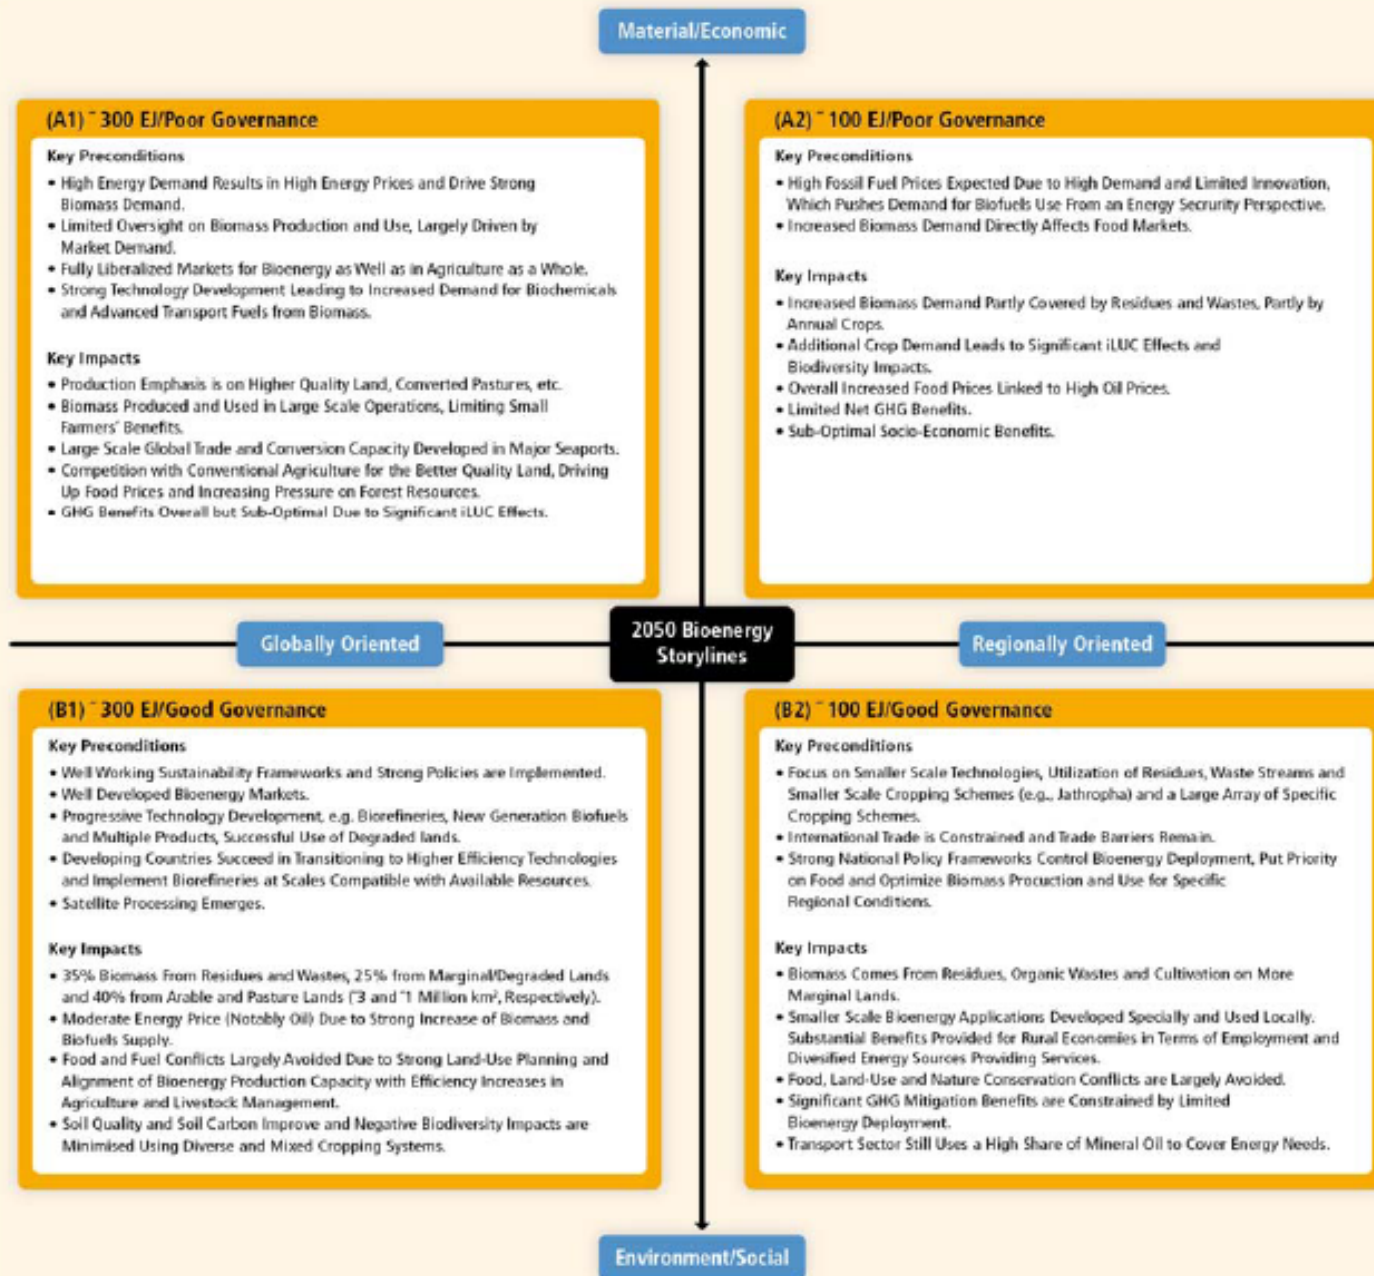 Material/Economic
(A1) ~300 EJ/Poor Governance
Key Preconditions
• High Energy Demand Results in High Energy Prices and Drive Strong
Biomass Demand.
• Limited Oversight on Biomass Production and Use, Largely Driven by
Market Demand.
• Fully Liberalized Markets for Bioenergy as Well as in Agriculture as a Whole.
• Strong Technology Development Leading to Increased Demand for Biochemicals
and Advanced Transport Fuels from Biomass.
Key Impacts
• Production Emphasis is on Higher Quality Land, Converted Pastures, etc.
• Biomass Produced and Used in Large Scale Operations, Limiting Small
Farmers' Benefits.
• Large Scale Global Trade and Conversion Capacity Developed in Major Seaports.
• Competition with Conventional Agriculture for the Better Quality Land, Driving
Up Food Prices and Increasing Pressure on Forest Resources.
• GHG Benefits Overall but Sub-Optimal Due to Significant iLUC Effects.
(A2) ~100 EJ/Poor Governance
Key Preconditions
• High Fossil Fuel Prices Expected Due to High Demand and Limited Innovation,
Which Pushes Demand for Biofuels Use From an Energy Secrurity Perspective.
• Increased Biomass Demand Directly Affects Food Markets.
Key Impacts
• Increased Biomass Demand Partly Covered by Residues and Wastes, Partly by
Annual Crops.
• Additional Crop Demand Leads to Significant iLUC Effects and
Biodiversity Impacts.
• Overall Increased Food Prices Linked to High Oil Prices.
• Limited Net GHG Benefits.
• Sub-Optimal Socio-Economic Benefits.
Globally Oriented
2050 Bioenergy
Storylines
Regionally Oriented
(B1) ~300 EJ/Good Governance
Key Preconditions
• Well Working Sustainability Frameworks and Strong Policies are Implemented.
• Well Developed Bioenergy Markets.
• Progressive Technology Development, e.g. Biorefineries, New Generation Biofuels
and Multiple Products, Successful Use of Degraded lands.
• Developing Countries Succeed in Transitioning to Higher Efficiency Technologies
and Implement Biorefineries at Scales Compatible with Available Resources.
• Satellite Processing Emerges.
Key Impacts
• 35% Biomass From Residues and Wastes, 25% from Marginal/Degraded Lands
and 40% from Arable and Pasture Lands (~3 and ~1 Million km², Respectively).
• Moderate Energy Price (Notably Oil) Due to Strong Increase of Biomass and
Biofuels Supply.
• Food and Fuel Conflicts Largely Avoided Due to Strong Land-Use Planning and
Alignment of Bioenergy Production Capacity with Efficiency Increases in
Agriculture and Livestock Management.
• Soil Quality and Soil Carbon Improve and Negative Biodiversity Impacts are
Minimised Using Diverse and Mixed Cropping Systems.
(B2) ~100 EJ/Good Governance
Key Preconditions
• Focus on Smaller Scale Technologies, Utilization of Residues, Waste Streams and
Smaller Scale Cropping Schemes (e.g., Jathropha) and a Large Array of Specific
Cropping Schemes.
• International Trade is Constrained and Trade Barriers Remain.
• Strong National Policy Frameworks Control Bioenergy Deployment, Put Priority
on Food and Optimize Biomass Procuction and Use for Specific
Regional Conditions.
Key Impacts
• Biomass Comes From Residues, Organic Wastes and Cultivation on More
Marginal Lands.
• Smaller Scale Bioenergy Applications Developed Specially and Used Locally.
Substantial Benefits Provided for Rural Economies in Terms of Employment and
Divesified Energy Sources Providing Services.
• Food, Land-Use and Nature Conservation Conflicts are Largely Avoided.
• Significant GHG Mitigation Benefits are Constrained by Limited
Bioenergy Deployment.
• Transport Sector Still Uses a High Share of Mineral Oil to Cover Energy Needs.
Environment/Social